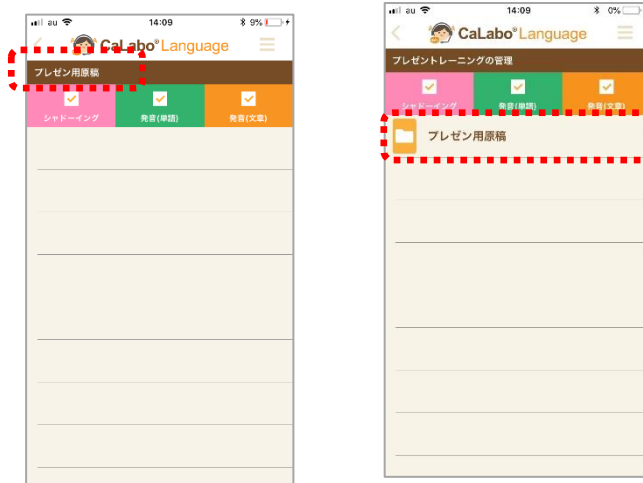 au 14:09 9%
CaLabo® Language
プレゼン用原稿
シャドーイング 発音(単語) 発音(文章)
au 14:09 0%
CaLabo® Language
プレゼントレーニングの管理
シャドーイング 発音(単語) 発音(文章)
プレゼン用原稿